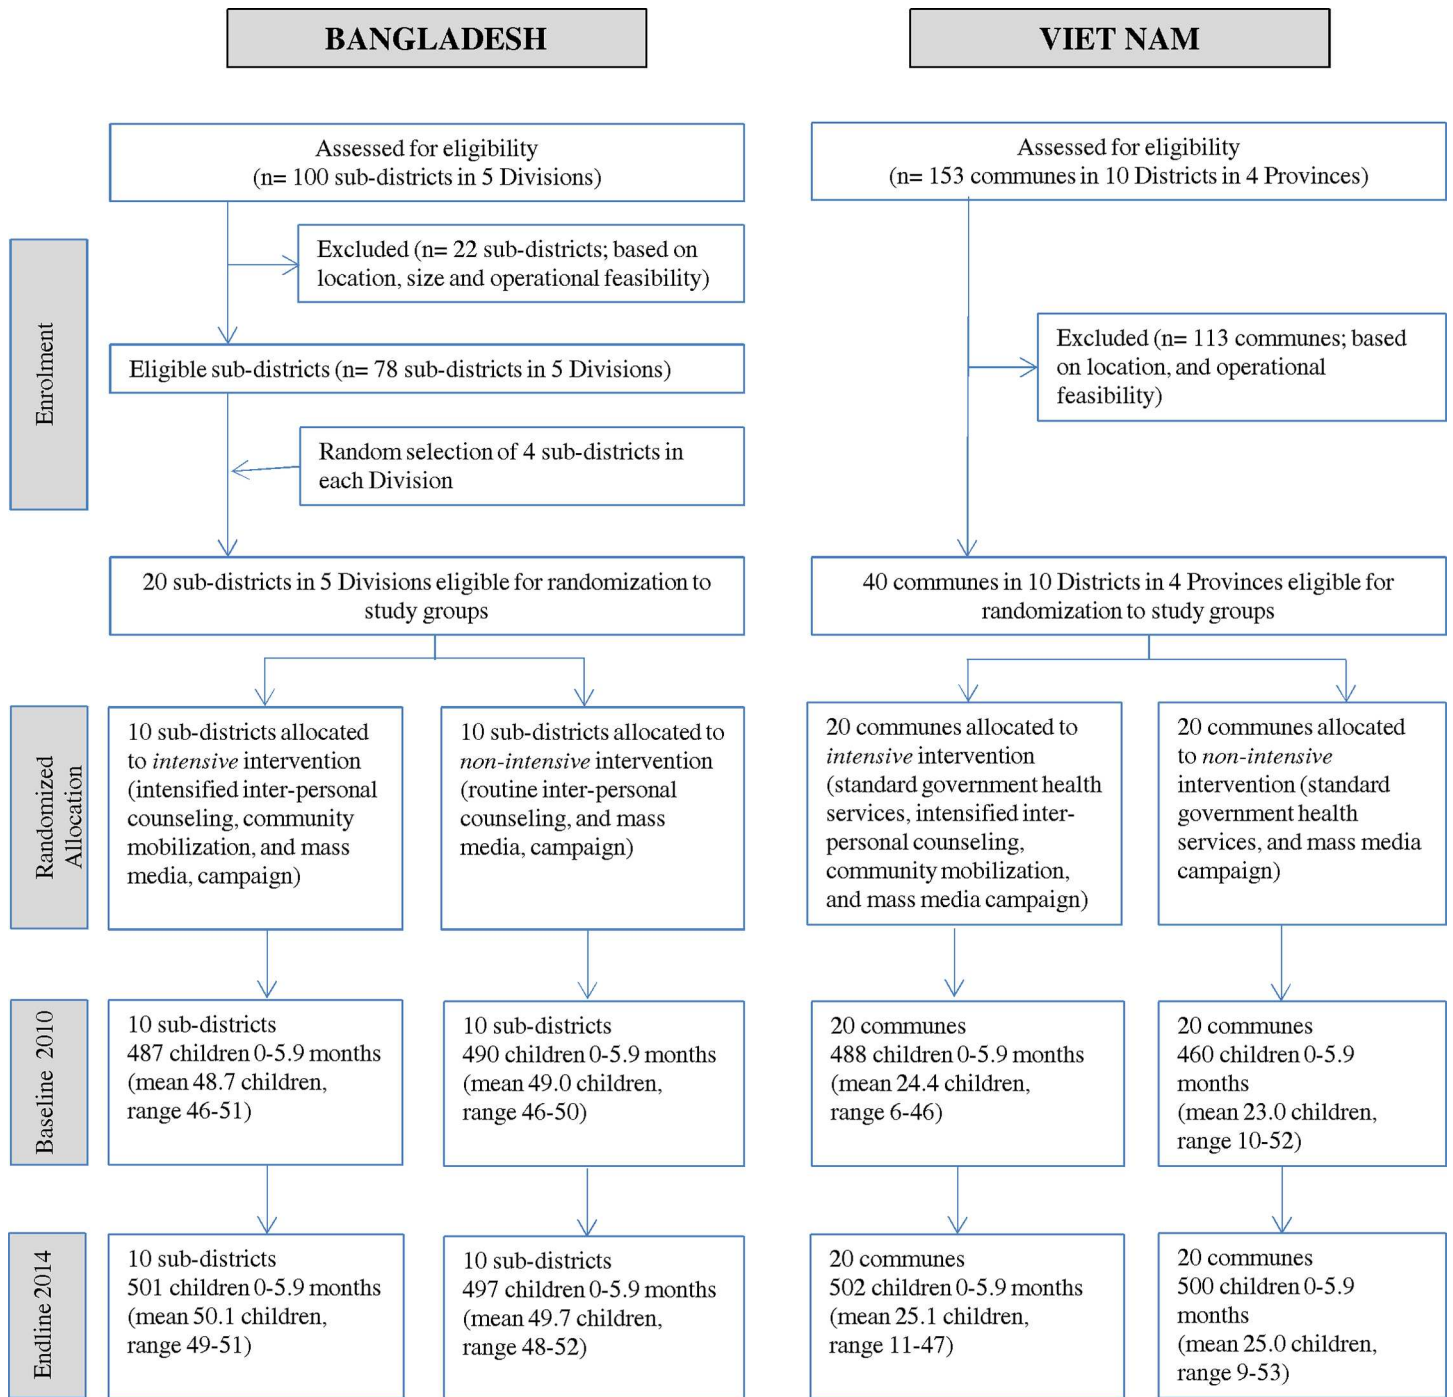 BANGLADESH
VIET NAM
Assessed for eligibility
(n= 100 sub-districts in 5 Divisions)
Assessed for eligibility
(n= 153 communes in 10 Districts in 4 Provinces)
Enrolment
Excluded (n= 22 sub-districts; based on
location, size and operational feasibility)
Excluded (n= 113 communes; based
on location, and operational
feasibility)
Eligible sub-districts (n= 78 sub-districts in 5 Divisions)
Random selection of 4 sub-districts in
each Division
20 sub-districts in 5 Divisions eligible for randomization to
study groups
40 communes in 10 Districts in 4 Provinces eligible for
randomization to study groups
Randomized
Allocation
10 sub-districts allocated
to intensive intervention
(intensified inter-personal
counseling, community
mobilization, and mass
media, campaign)
10 sub-districts allocated to
non-intensive intervention
(routine inter-personal
counseling, and mass
media, campaign)
20 communes allocated to
intensive intervention
(standard government health
services, intensified inter-
personal counseling,
community mobilization,
and mass media campaign)
20 communes allocated
to non-intensive
intervention (standard
government health
services, and mass media
campaign)
Baseline 2010
10 sub-districts
487 children 0-5.9 months
(mean 48.7 children,
range 46-51)
10 sub-districts
490 children 0-5.9 months
(mean 49.0 children,
range 46-50)
20 communes
488 children 0-5.9 months
(mean 24.4 children,
range 6-46)
20 communes
460 children 0-5.9
months
(mean 23.0 children,
range 10-52)
Endline 2014
10 sub-districts
501 children 0-5.9 months
(mean 50.1 children,
range 49-51)
10 sub-districts
497 children 0-5.9 months
(mean 49.7 children,
range 48-52)
20 communes
502 children 0-5.9 months
(mean 25.1 children,
range 11-47)
20 communes
500 children 0-5.9
months
(mean 25.0 children,
range 9-53)